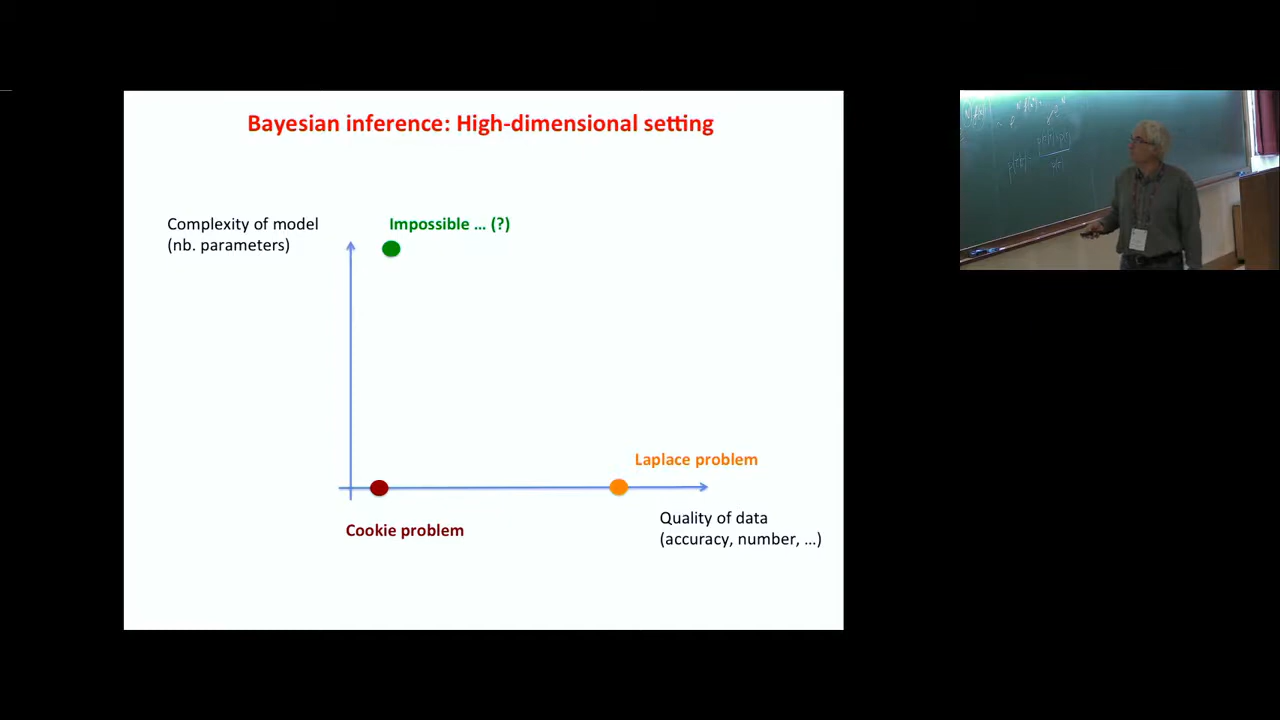 Bayesian inference: High-dimensional setting
Complexity of model
(nb. parameters)
Impossible ... (?)
Laplace problem
Cookie problem
Quality of data
(accuracy, number, ...)